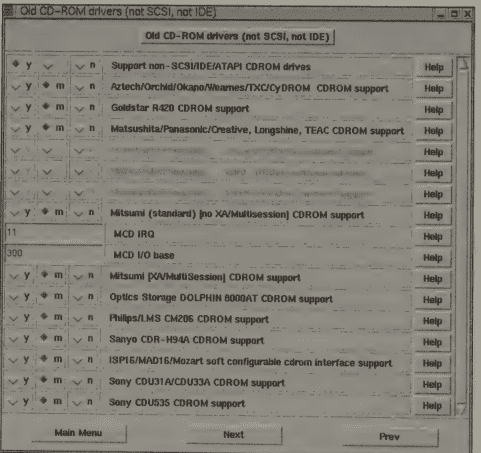 Old CD-ROM drivers (not SCSI, not IDE)
Old CD-ROM drivers (not SCSI, not IDE)
y n Support non-SCSI/IDE/ATAPI CDROM drives Help
y m n Aztech/Orchid/Okano/Wearnes/TXC/CyDROM CDROM support Help
y m n Goldstar R420 CDROM support Help
y m n Matsushita/Panasonic/Creative, Longshine, TEAC CDROM support Help
Help
Help
Help
y m n Mitsumi (standard) [no XA/Multisession] CDROM support Help
11 MCD IRQ Help
300 MCD I/O base Help
y m n Mitsumi [XA/MultiSession] CDROM support Help
y m n Optics Storage DOLPHIN 8000AT CDROM support Help
y m n Philips/LMS CM206 CDROM support Help
y m n Sanyo CDR-H94A CDROM support Help
y m n ISP16/MAD16/Mozart soft configurable cdrom interface support Help
y m n Sony CDU31A/CDU33A CDROM support Help
y m n Sony CDU535 CDROM support Help
Main Menu Next Prev